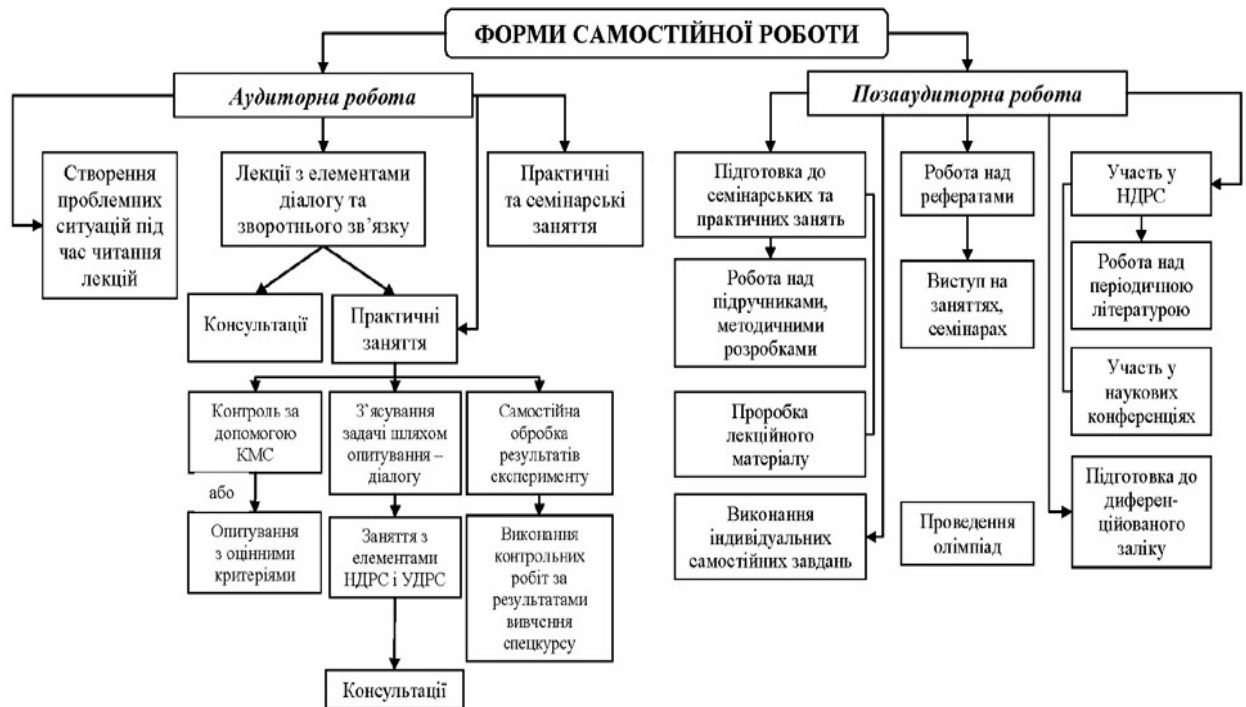 ФОРМИ САМОСТІЙНОЇ РОБОТИ
Аудиторна робота
Позааудиторна робота
Створення
проблемних
ситуацій під
час читання
лекцій
Лекції з елементами
діалогу та
зворотнього зв’язку
Практичні
та семінарські
заняття
Консультації
Практичні
заняття
Контроль за
допомогою
КМС
або
Опитування
з оцінними
критеріями
З’ясування
задачі шляхом
опитування –
діалогу
Заняття з
елементами
НДРС і УДРС
Консультації
Самостійна
обробка
результатів
експерименту
Виконання
контрольних
робіт за
результатами
вивчення
спецкурсу
Підготовка до
семінарських та
практичних занять
Робота над
підручниками,
методичними
розробками
Проробка
лекційного
матеріалу
Виконання
індивідуальних
самостійних завдань
Робота над
рефератами
Виступ на
заняттях,
семінарах
Проведення
олімпіад
Участь у
НДРС
Робота над
періодичною
літературою
Участь у
наукових
конференціях
Підготовка до
диферен-
ційованого
заліку